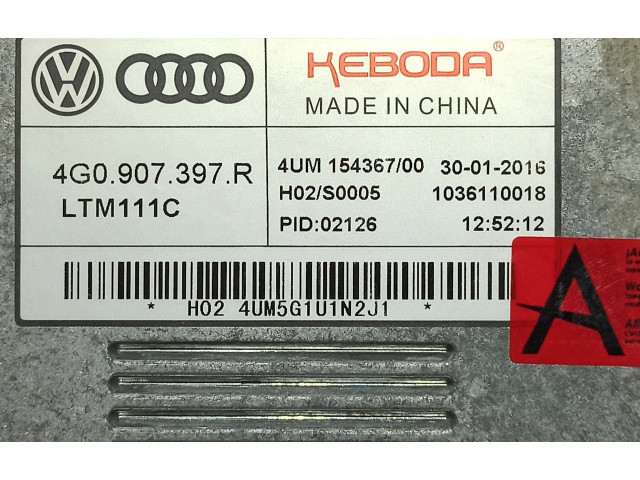 KEBODA®
MADE IN CHINA
4G0.907.397.R
LTM111C
4UM 154367/00 30-01-2016
H02/S0005 1036110018
PID:02126 12:52:12
* H02 4UM5G1U1N2J1 *
A